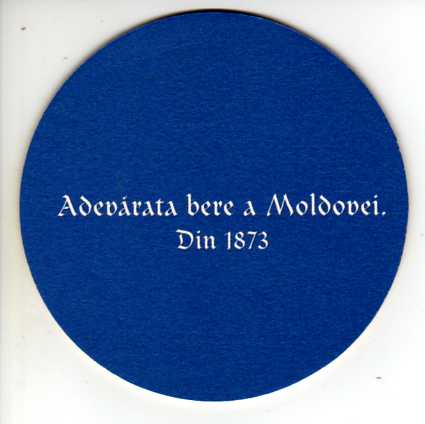 Adevărata bere a Moldovei.
Din 1873